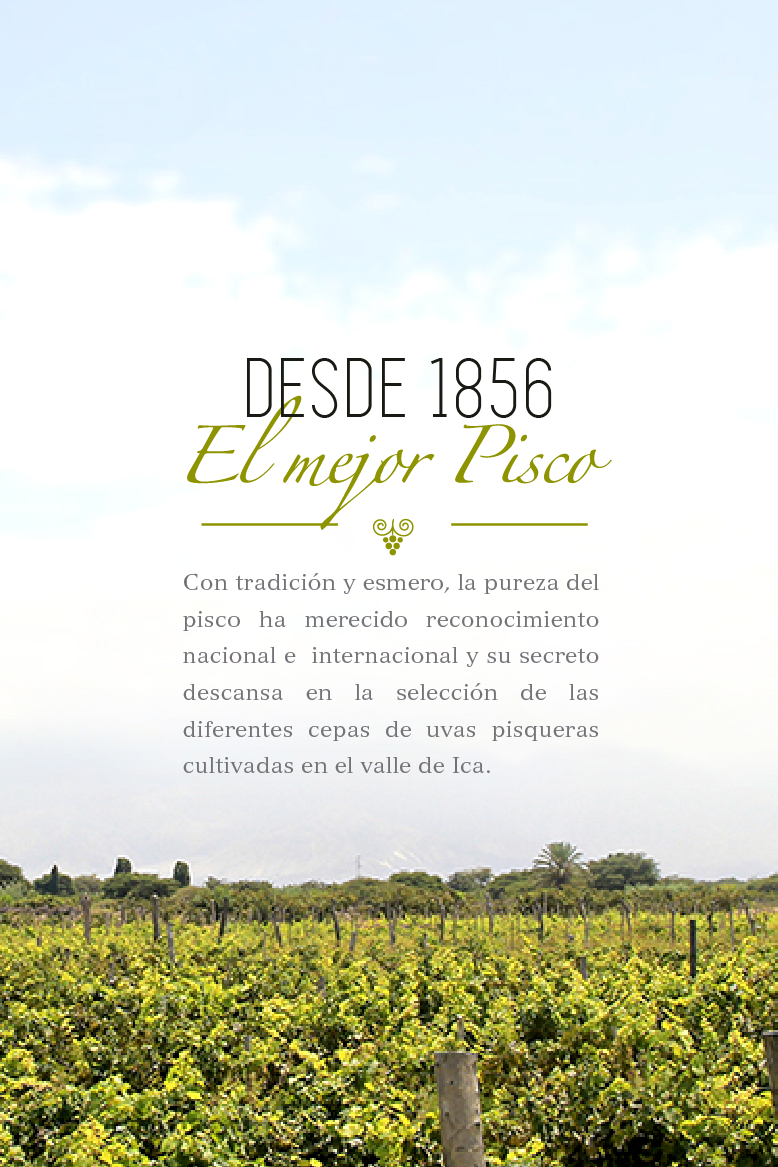 DESDE 1856
El mejor Pisco
Con tradición y esmero, la pureza del
pisco ha merecido reconocimiento
nacional e internacional y su secreto
descansa en la selección de las
diferentes cepas de uvas pisqueras
cultivadas en el valle de Ica.